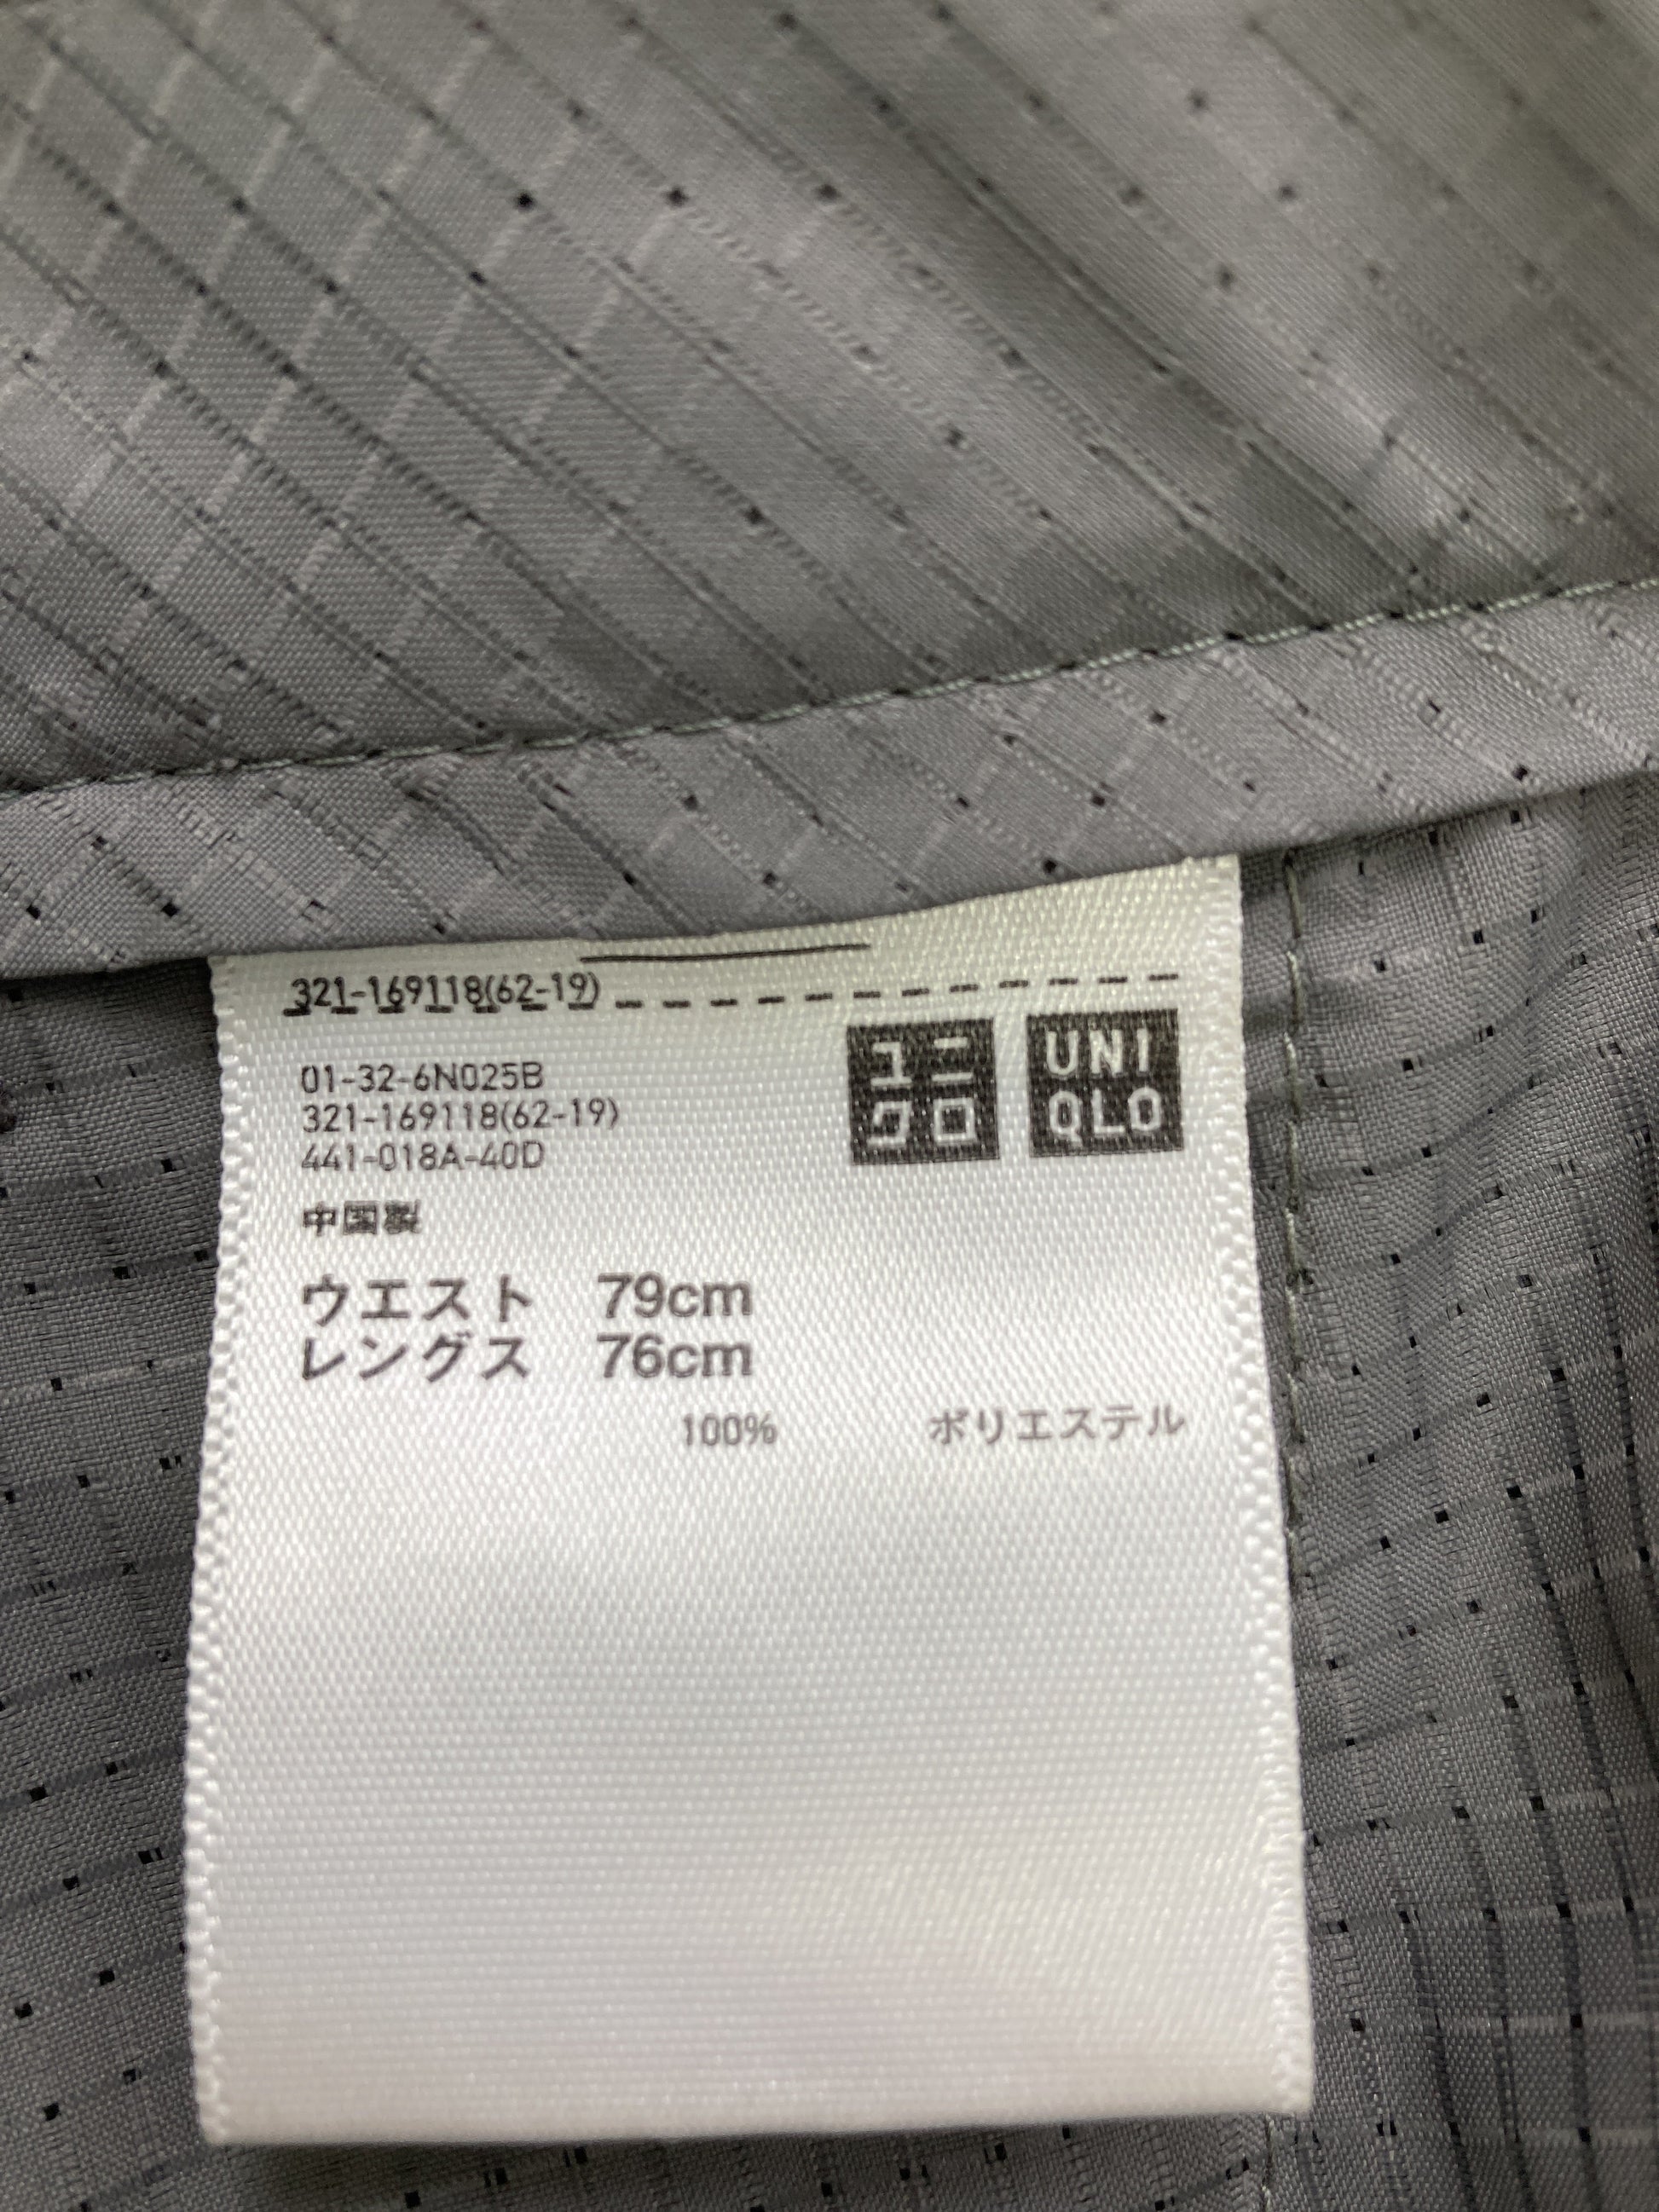 321-169118(62-19)
ユニ
クロ
UNI
QLO
01-32-6N025B
321-169118(62-19)
441-018A-40D
中国製
ウエスト 79cm
レングス 76cm
100% ポリエステル